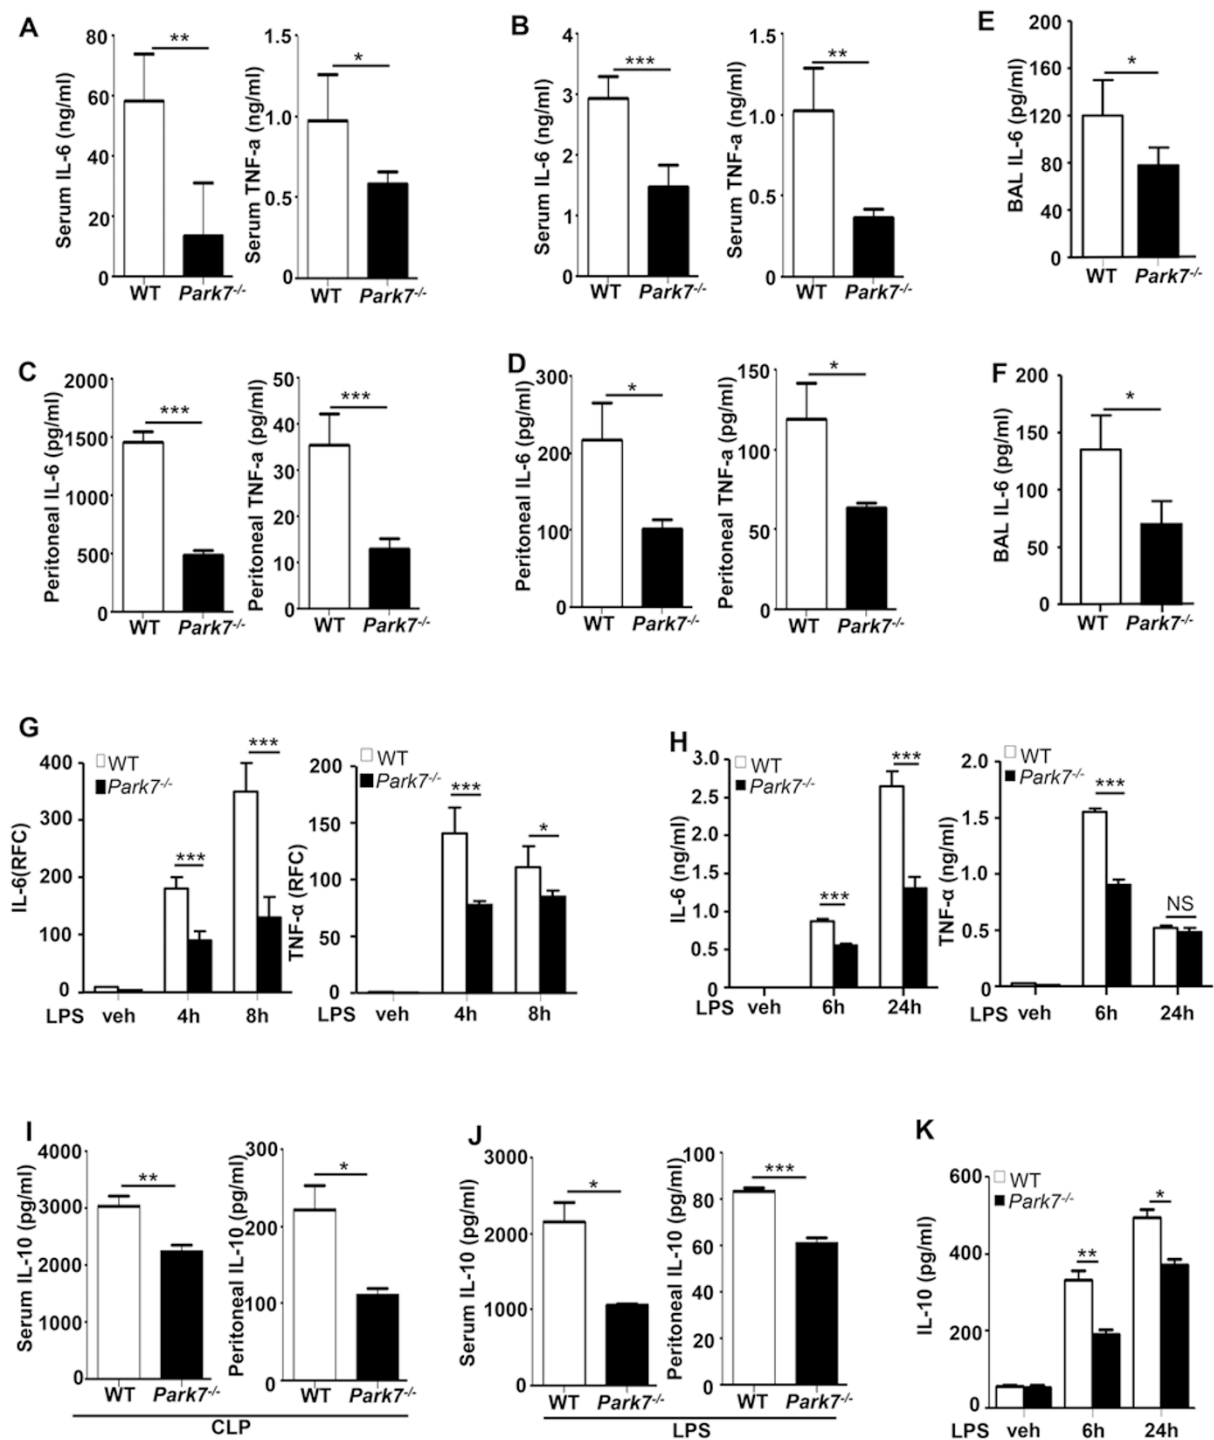 A
Serum IL-6 (ng/ml)
80
60
40
20
0
**
WT Park7-/-
Serum TNF-a (ng/ml)
1.5
1.0
0.5
0
*
WT Park7-/-
B
Serum IL-6 (ng/ml)
4
3
2
1
0
***
WT Park7-/-
Serum TNF-a (ng/ml)
1.5
1.0
0.5
0
**
WT Park7-/-
E
BAL IL-6 (pg/ml)
200
160
120
80
40
0
*
WT Park7-/-
C
Peritoneal IL-6 (pg/ml)
2000
1500
1000
500
0
***
WT Park7-/-
Peritoneal TNF-a (pg/ml)
50
40
30
20
10
0
***
WT Park7-/-
D
Peritoneal IL-6 (pg/ml)
300
200
100
0
*
WT Park7-/-
Peritoneal TNF-a (pg/ml)
150
100
50
0
*
WT Park7-/-
F
BAL IL-6 (pg/ml)
200
150
100
50
0
*
WT Park7-/-
G
IL-6(RFC)
400
300
200
100
0
WT
Park7-/-
***
***
LPS veh 4h 8h
TNF-α (RFC)
200
150
100
50
0
WT
Park7-/-
***
*
LPS veh 4h 8h
H
IL-6 (ng/ml)
3.0
2.5
2.0
1.5
1.0
0.5
0
WT
Park7-/-
***
***
LPS veh 6h 24h
TNF-α (ng/ml)
2.0
1.5
1.0
0.5
0
WT
Park7-/-
***
NS
LPS veh 6h 24h
I
Serum IL-10 (pg/ml)
4000
3000
2000
1000
0
**
WT Park7-/-
Peritoneal IL-10 (pg/ml)
300
200
100
0
*
WT Park7-/-
CLP
J
Serum IL-10 (pg/ml)
3000
2000
1000
0
*
WT Park7-/-
Peritoneal IL-10 (pg/ml)
100
80
60
40
20
0
***
WT Park7-/-
LPS
K
IL-10 (pg/ml)
600
400
200
0
WT
Park7-/-
**
*
LPS veh 6h 24h